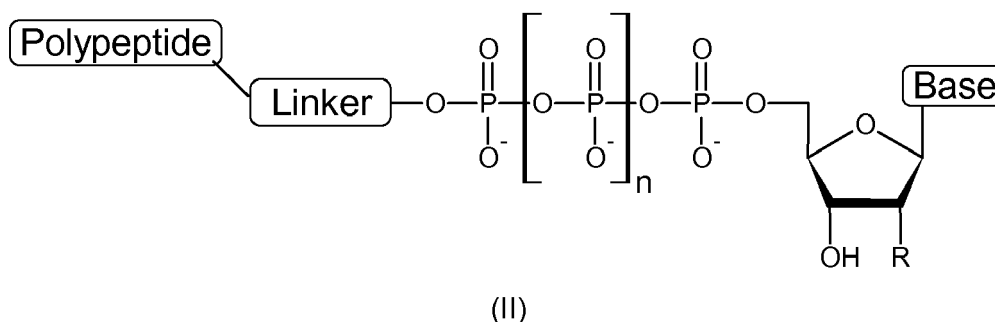 Polypeptide
Linker
O P O P O P O O Base
O O O
O- O- O-
n
OH R
(II)